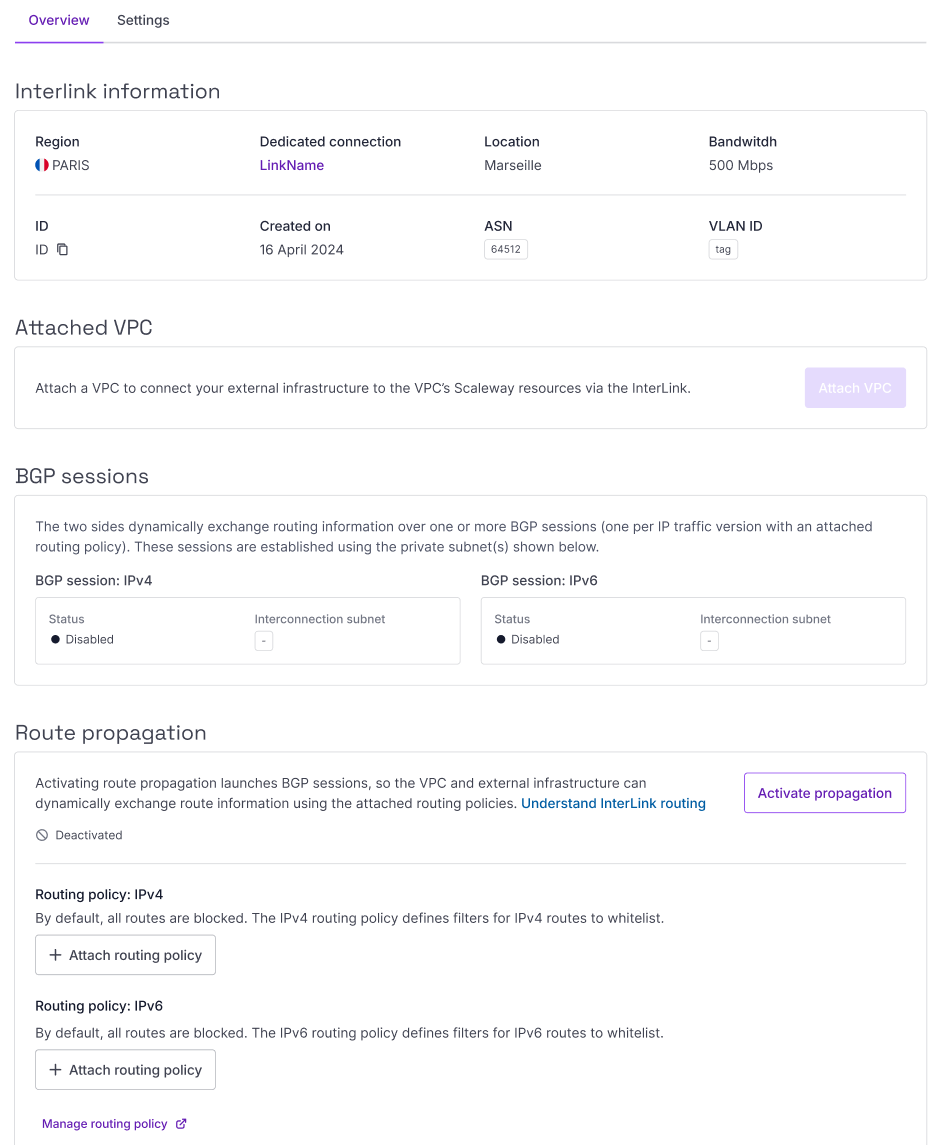 Overview Settings
Interlink information
Region Dedicated connection Location Bandwitdh
PARIS LinkName Marseille 500 Mbps
ID Created on ASN VLAN ID
ID 16 April 2024 64512 tag
Attached VPC
Attach a VPC to connect your external infrastructure to the VPC’s Scaleway resources via the InterLink. Attach VPC
BGP sessions
The two sides dynamically exchange routing information over one or more BGP sessions (one per IP traffic version with an attached
routing policy). These sessions are established using the private subnet(s) shown below.
BGP session: IPv4 BGP session: IPv6
Status Interconnection subnet Status Interconnection subnet
Disabled - Disabled -
Route propagation
Activating route propagation launches BGP sessions, so the VPC and external infrastructure can
dynamically exchange route information using the attached routing policies. Understand InterLink routing
Activate propagation
Deactivated
Routing policy: IPv4
By default, all routes are blocked. The IPv4 routing policy defines filters for IPv4 routes to whitelist.
+ Attach routing policy
Routing policy: IPv6
By default, all routes are blocked. The IPv6 routing policy defines filters for IPv6 routes to whitelist.
+ Attach routing policy
Manage routing policy